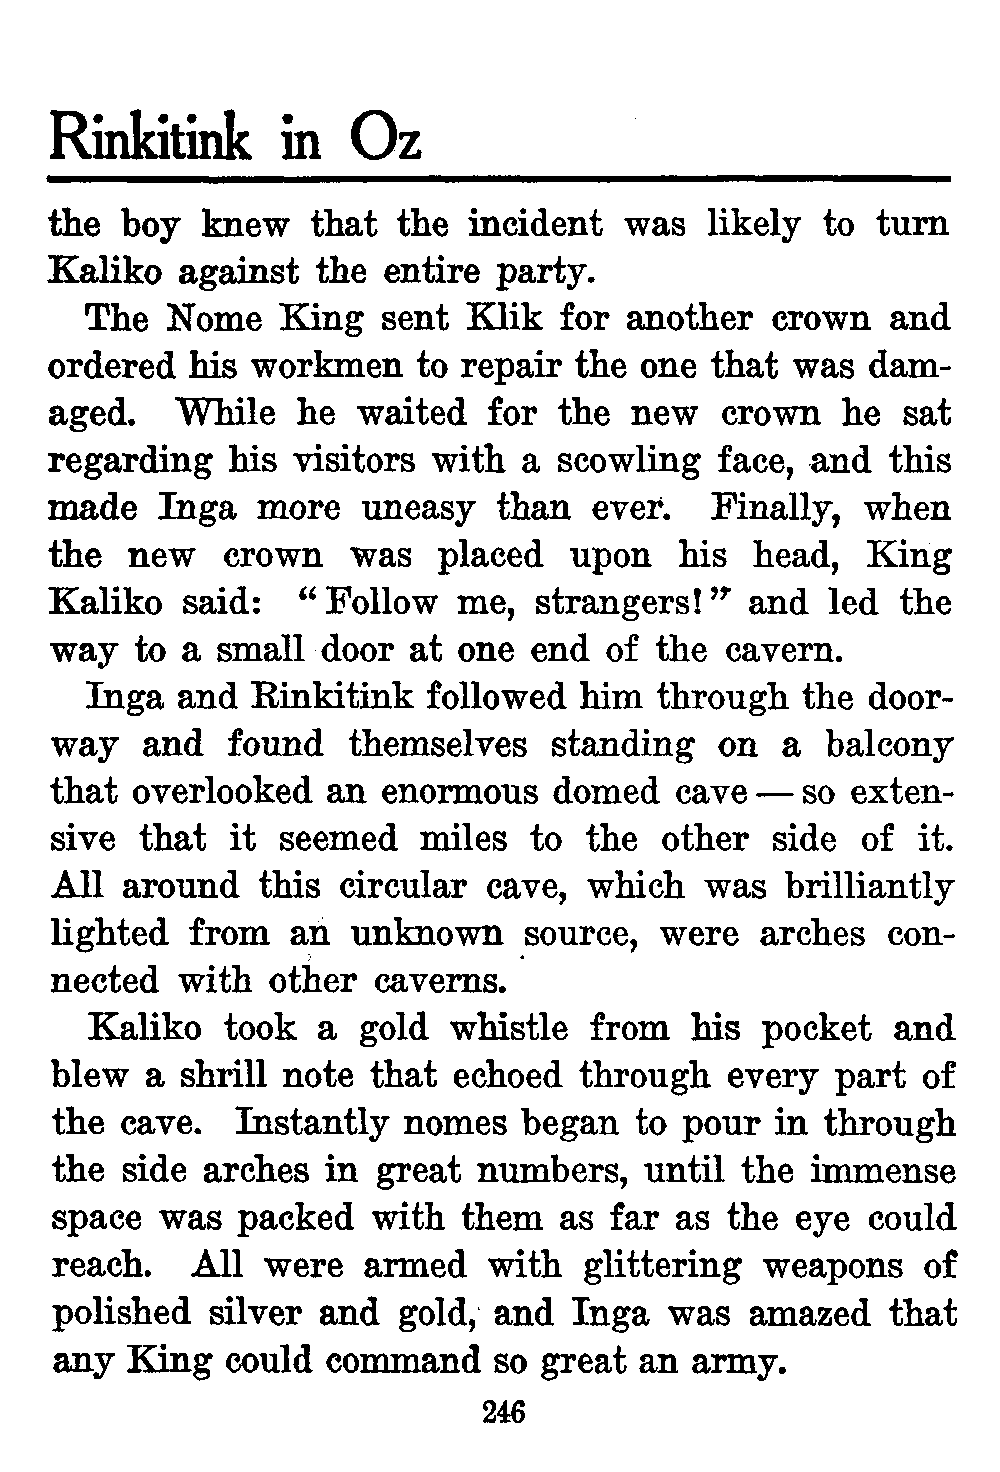 Rinkitink in Oz
the boy knew that the incident was likely to turn
Kaliko against the entire party.
The Nome King sent Klik for another crown and
ordered his workmen to repair the one that was dam-
aged. While he waited for the new crown he sat
regarding his visitors with a scowling face, and this
made Inga more uneasy than ever. Finally, when
the new crown was placed upon his head, King
Kaliko said: “Follow me, strangers!” and led the
way to a small door at one end of the cavern.
Inga and Rinkitink followed him through the door-
way and found themselves standing on a balcony
that overlooked an enormous domed cave — so exten-
sive that it seemed miles to the other side of it.
All around this circular cave, which was brilliantly
lighted from an unknown source, were arches con-
nected with other caverns.
Kaliko took a gold whistle from his pocket and
blew a shrill note that echoed through every part of
the cave. Instantly nomes began to pour in through
the side arches in great numbers, until the immense
space was packed with them as far as the eye could
reach. All were armed with glittering weapons of
polished silver and gold, and Inga was amazed that
any King could command so great an army.
246